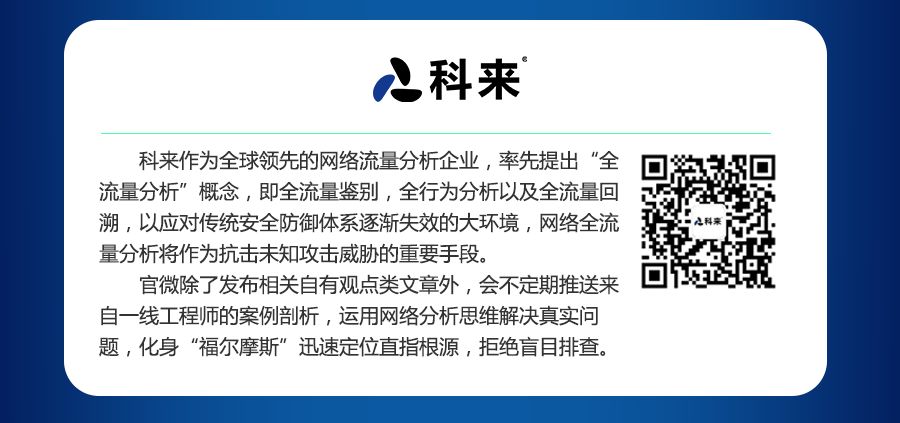 科来®
科来作为全球领先的网络流量分析企业，率先提出“全
流量分析”概念，即全流量鉴别，全行为分析以及全流量回
溯，以应对传统安全防御体系逐渐失效的大环境，网络全流
量分析将作为抗击未知攻击威胁的重要手段。
官微除了发布相关自有观点类文章外，会不定期推送来
自一线工程师的案例剖析，运用网络分析思维解决真实问
题，化身“福尔摩斯”迅速定位直指根源，拒绝盲目排查。
科来